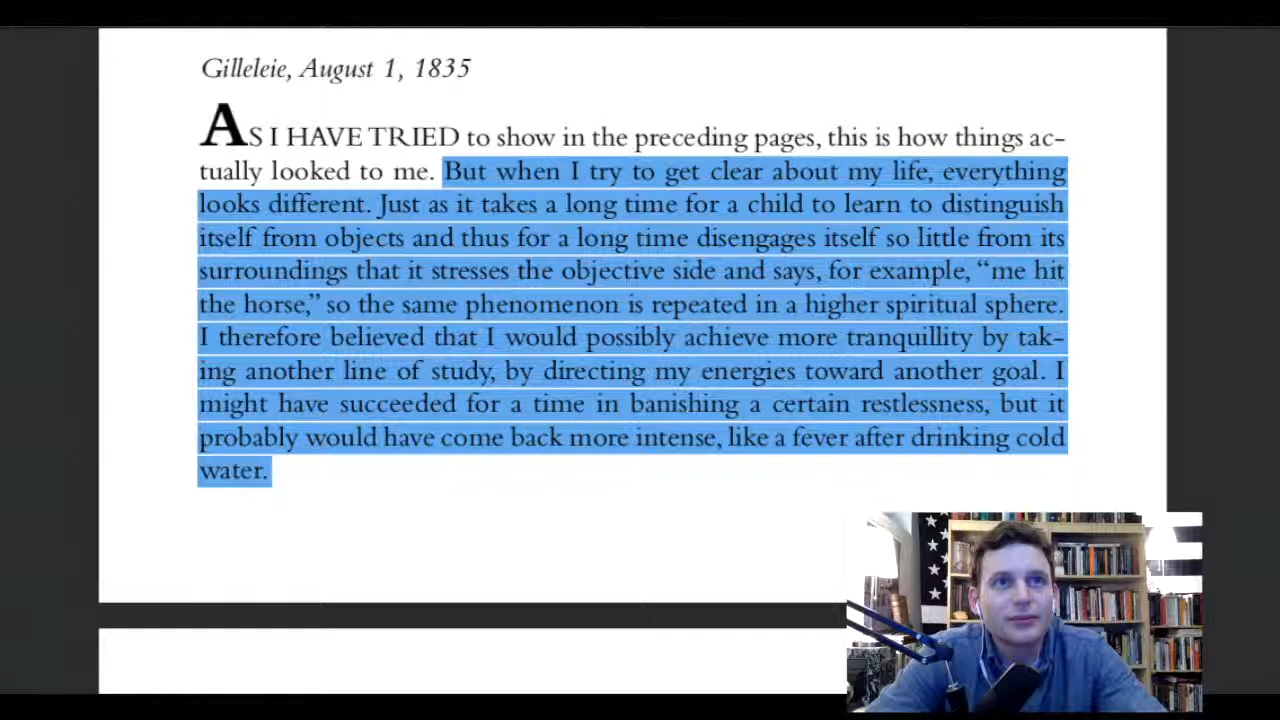 Gilleleie, August 1, 1835
AS I HAVE TRIED to show in the preceding pages, this is how things ac-
tually looked to me. But when I try to get clear about my life, everything
looks different. Just as it takes a long time for a child to learn to distinguish
itself from objects and thus for a long time disengages itself so little from its
surroundings that it stresses the objective side and says, for example, “me hit
the horse,” so the same phenomenon is repeated in a higher spiritual sphere.
I therefore believed that I would possibly achieve more tranquillity by tak-
ing another line of study, by directing my energies toward another goal. I
might have succeeded for a time in banishing a certain restlessness, but it
probably would have come back more intense, like a fever after drinking cold
water.